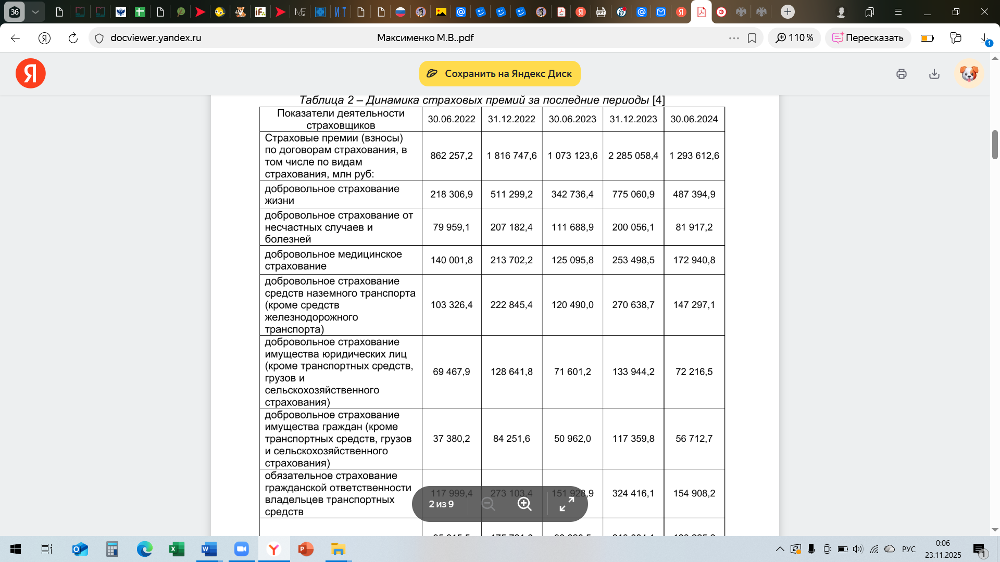 36
docviewer.yandex.ru
Максименко М.В..pdf
110 %
Пересказать
1
Я
Сохранить на Яндекс Диск
Таблица 2 – Динамика страховых премий за последние периоды [4]
Показатели деятельности страховщиков 30.06.2022 31.12.2022 30.06.2023 31.12.2023 30.06.2024
Страховые премии (взносы)
по договорам страхования, в
том числе по видам
страхования, млн руб:
862 257,2 1 816 747,6 1 073 123,6 2 285 058,4 1 293 612,6
добровольное страхование
жизни
218 306,9 511 299,2 342 736,4 775 060,9 487 394,9
добровольное страхование от
несчастных случаев и
болезней
79 959,1 207 182,4 111 688,9 200 056,1 81 917,2
добровольное медицинское
страхование
140 001,8 213 702,2 125 095,8 253 498,5 172 940,8
добровольное страхование
средств наземного транспорта
(кроме средств
железнодорожного
транспорта)
103 326,4 222 845,4 120 490,0 270 638,7 147 297,1
добровольное страхование
имущества юридических лиц
(кроме транспортных средств,
грузов и
сельскохозяйственного
страхования)
69 467,9 128 641,8 71 601,2 133 944,2 72 216,5
добровольное страхование
имущества граждан (кроме
транспортных средств, грузов
и сельскохозяйственного
страхования)
37 380,2 84 251,6 50 962,0 117 359,8 56 712,7
обязательное страхование
гражданской ответственности
владельцев транспортных
средств
117 999,4 273 103,4 151 928,9 324 416,1 154 908,2
2 из 9
РУС
0:06
23.11.2025
1